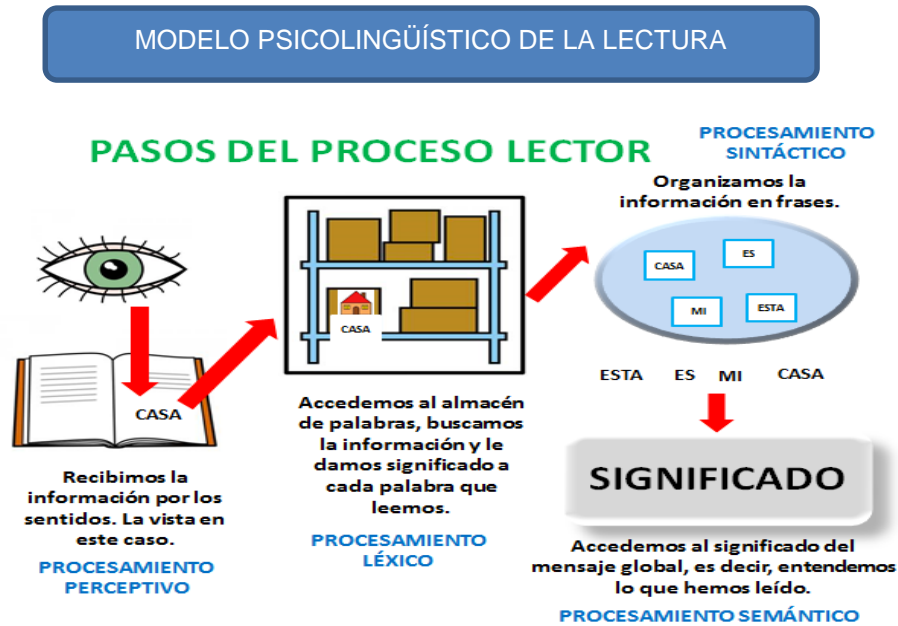 MODELO PSICOLINGÜÍSTICO DE LA LECTURA
PASOS DEL PROCESO LECTOR
CASA
Recibimos la
información por los
sentidos. La vista en
este caso.
PROCESAMIENTO
PERCEPTIVO
CASA
Accedemos al almacén
de palabras, buscamos
la información y le
damos significado a
cada palabra que
leemos.
PROCESAMIENTO
LÉXICO
PROCESAMIENTO
SINTÁCTICO
Organizamos la
información en frases.
CASA
ES
MI
ESTA
ESTA ES MI CASA
SIGNIFICADO
Accedemos al significado del
mensaje global, es decir, entendemos
lo que hemos leído.
PROCESAMIENTO SEMÁNTICO